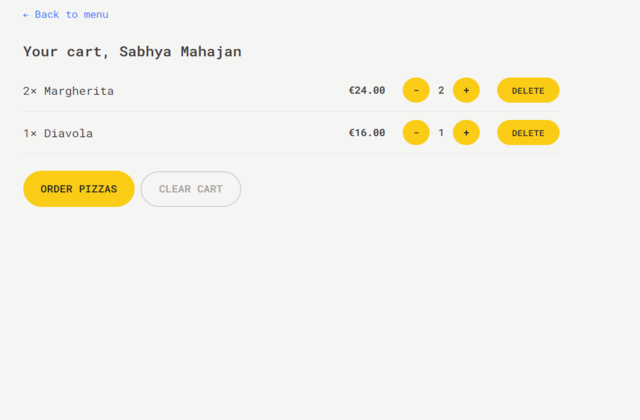 ← Back to menu
Your cart, Sabhya Mahajan
2× Margherita €24.00 - 2 + DELETE
1× Diavola €16.00 - 1 + DELETE
ORDER PIZZAS CLEAR CART